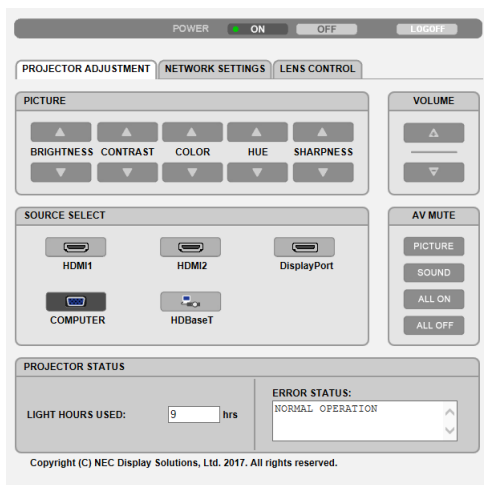 POWER ON OFF LOGOFF
PROJECTOR ADJUSTMENT NETWORK SETTINGS LENS CONTROL
PICTURE
BRIGHTNESS CONTRAST COLOR HUE SHARPNESS
VOLUME
SOURCE SELECT
HDMI1 HDMI2 DisplayPort
COMPUTER HDBaseT
AV MUTE
PICTURE
SOUND
ALL ON
ALL OFF
PROJECTOR STATUS
LIGHT HOURS USED: 9 hrs
ERROR STATUS:
NORMAL OPERATION
Copyright (C) NEC Display Solutions, Ltd. 2017. All rights reserved.